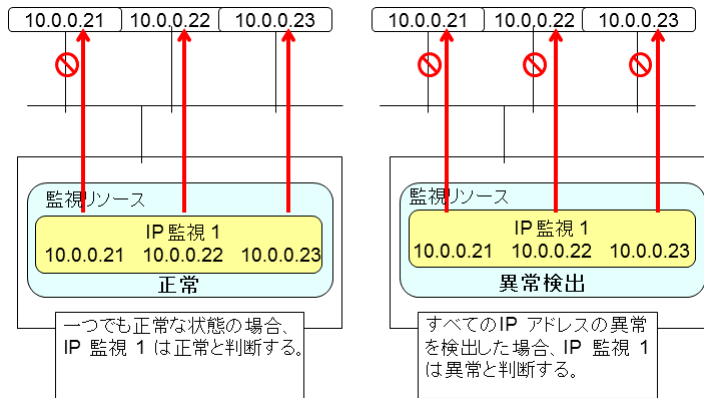 10.0.0.21 10.0.0.22 10.0.0.23
監視リソース
IP 監視 1
10.0.0.21 10.0.0.22 10.0.0.23
正常
一つでも正常な状態の場合、
IP 監視 1 は正常と判断する。
10.0.0.21 10.0.0.22 10.0.0.23
監視リソース
IP 監視 1
10.0.0.21 10.0.0.22 10.0.0.23
異常検出
すべてのIP アドレスの異常
を検出した場合、IP 監視 1
は異常と判断する。